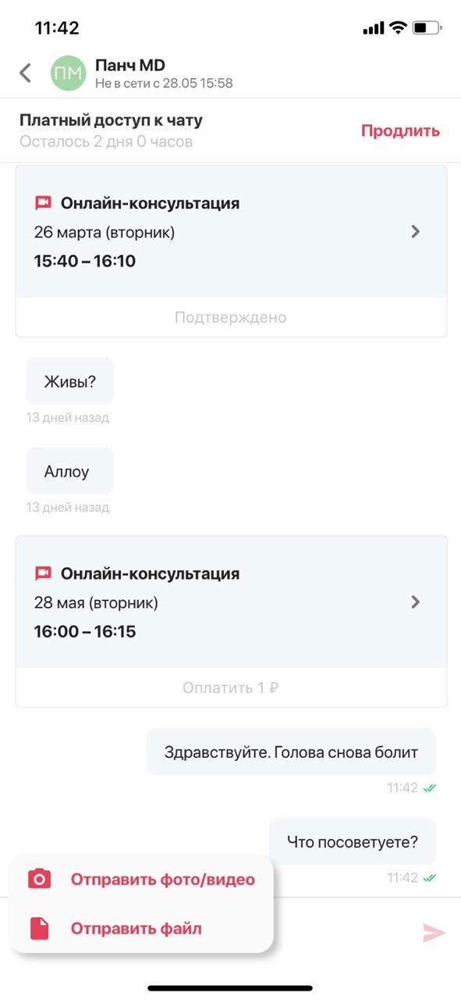 11:42
ПМ
Панч MD
Не в сети с 28.05 15:58
Платный доступ к чату
Осталось 2 дня 0 часов
Продлить
Онлайн-консультация
26 марта (вторник)
15:40 – 16:10
Подтверждено
Живы?
13 дней назад
Аллоу
13 дней назад
Онлайн-консультация
28 мая (вторник)
16:00 – 16:15
Оплатить 1 ₽
Здравствуйте. Голова снова болит
11:42
Что посоветуете?
11:42
Отправить фото/видео
Отправить файл